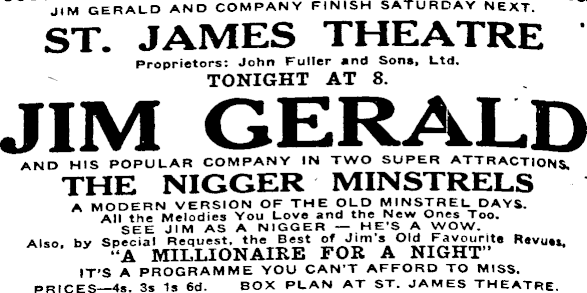 JIM GERALD AND COMPANY FINISH SATURDAY NEXT.
ST. JAMES THEATRE
Proprietors: John Fuller and Sons, Ltd.
TONIGHT AT 8.
JIM GERALD
AND HIS POPULAR COMPANY IN TWO SUPER ATTRACTIONS.
THE NIGGER MINSTRELS
A MODERN VERSION OF THE OLD MINSTREL DAYS.
All the Melodies You Love and the New Ones Too.
SEE JIM AS A NIGGER — HE'S A WOW.
Also, by Special Request, the Best of Jim's Old Favourite Revues,
"A MILLIONAIRE FOR A NIGHT"
IT'S A PROGRAMME YOU CAN'T AFFORD TO MISS.
PRICES—4s. 3s 1s 6d. BOX PLAN AT ST. JAMES THEATRE.